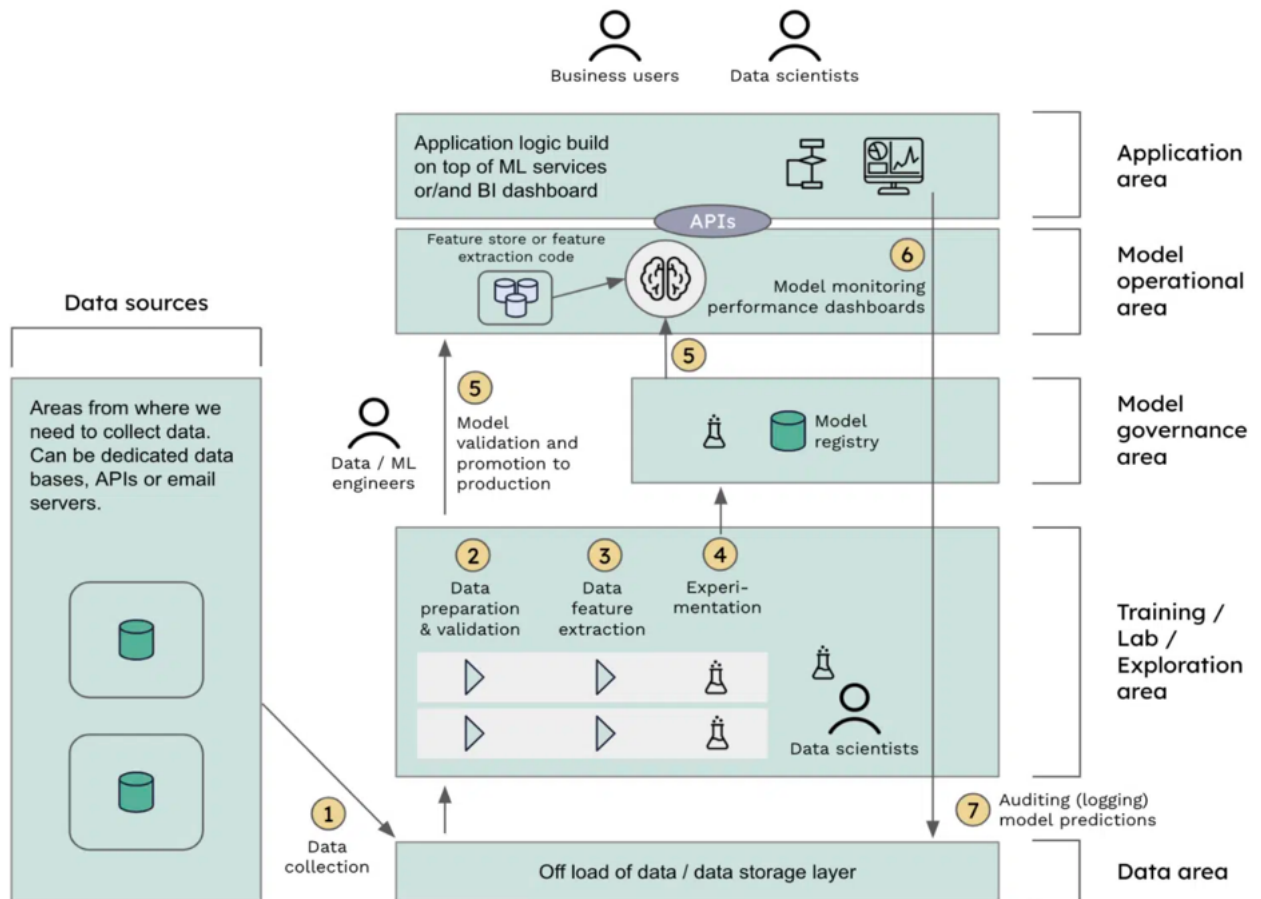 Business users
Data scientists
Application logic build
on top of ML services
or/and BI dashboard
Application
area
APIs
Feature store or feature
extraction code
6
Model monitoring
performance dashboards
Model
operational
area
Data sources
Areas from where we
need to collect data.
Can be dedicated data
bases, APIs or email
servers.
5
Data / ML
engineers
5
Model
validation and
promotion to
production
Model
registry
Model
governance
area
2
Data
preparation
& validation
3
Data
feature
extraction
4
Experi-
mentation
Data scientists
Training /
Lab /
Exploration
area
1
Data
collection
7
Auditing (logging)
model predictions
Off load of data / data storage layer
Data area